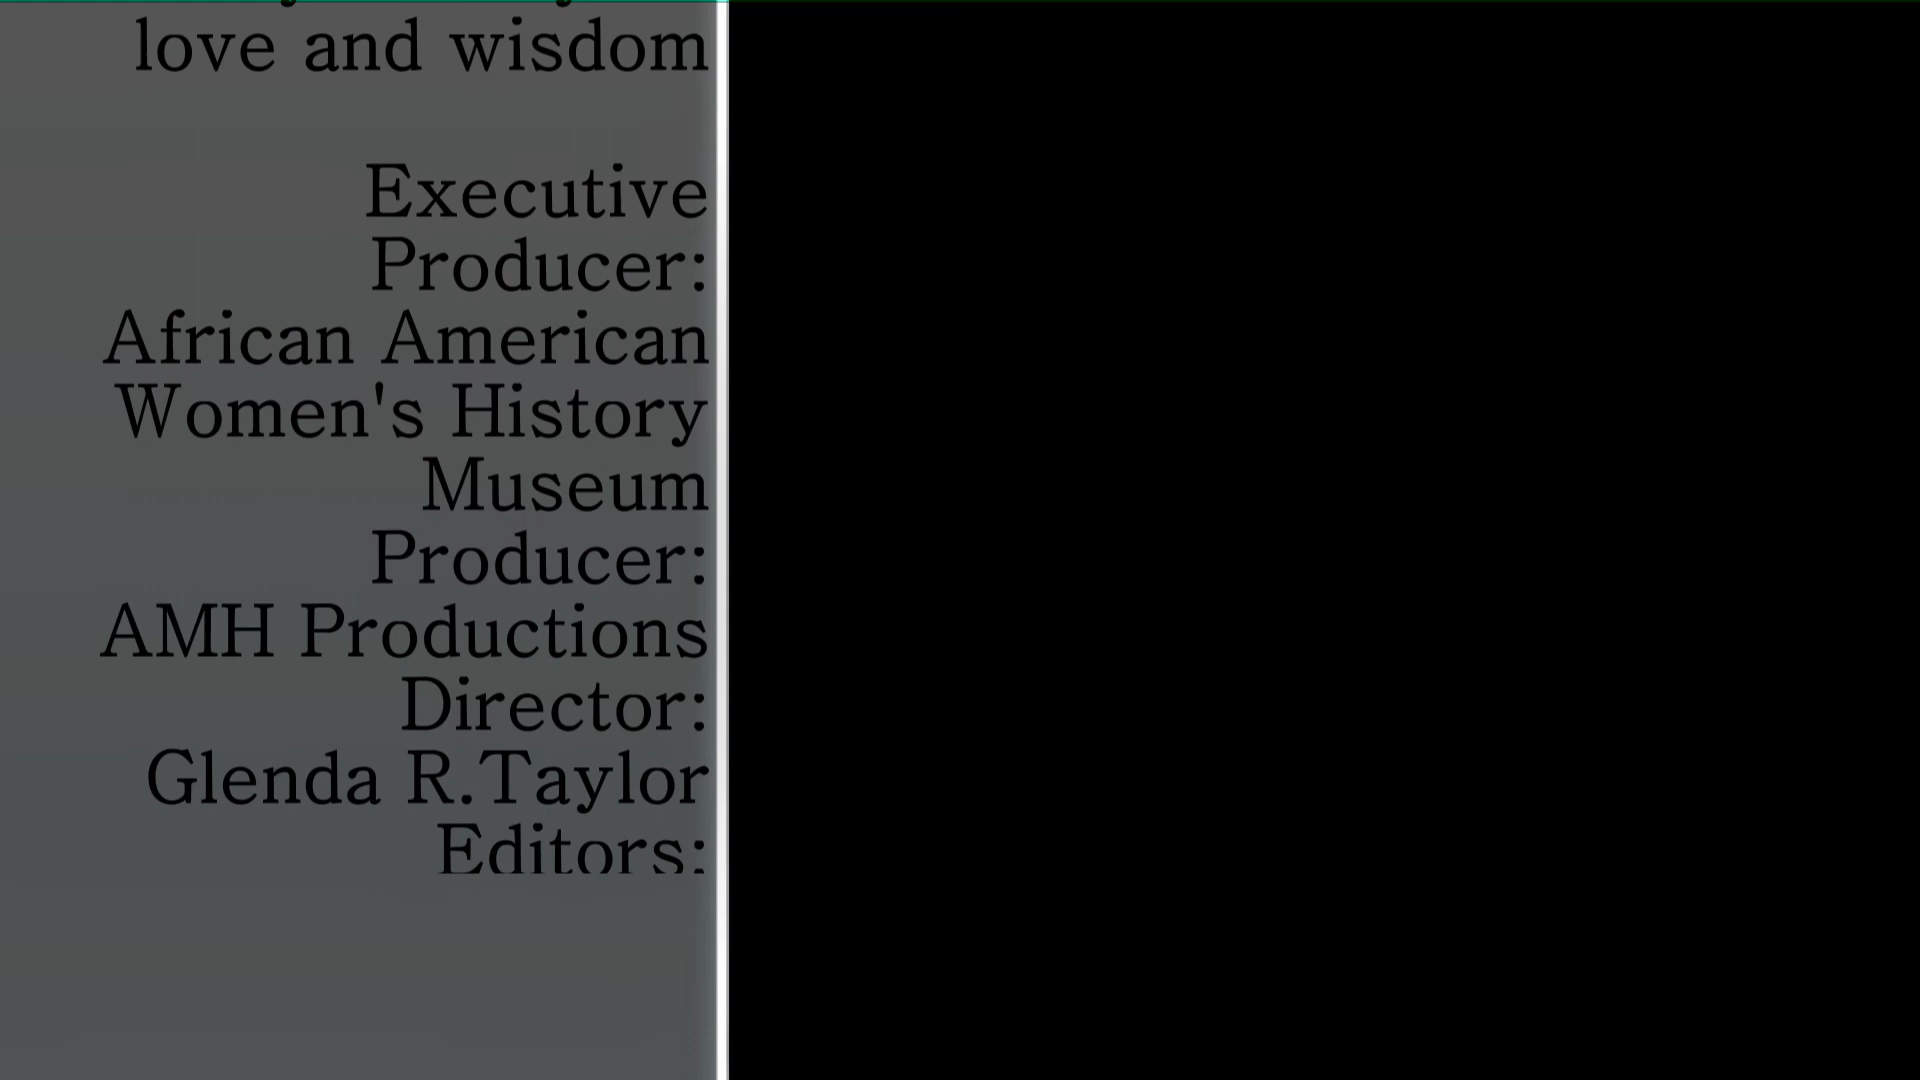 love and wisdom
Executive
Producer:
African American
Women's History
Museum
Producer:
AMH Productions
Director:
Glenda R.Taylor
Editors: